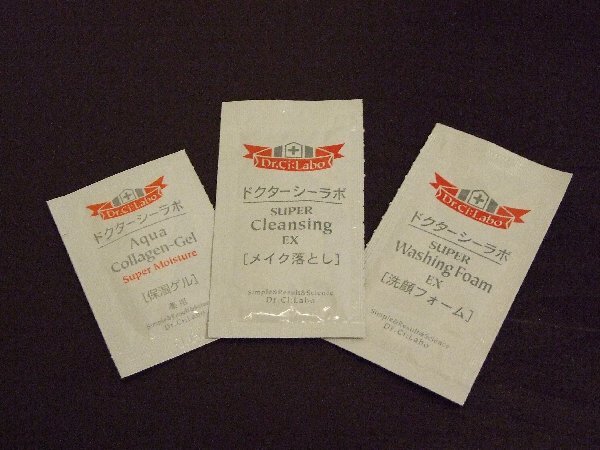 Dr.Ci:Labo
ドクターシーラボ
Aqua
Collagen-Gel
Super Moisture
[保湿ゲル]
Simple&Results&Science
Dr.Ci:Labo
Dr.Ci:Labo
ドクターシーラボ
SUPER
Cleansing
EX
[メイク落とし]
Simple&Results&Science
Dr.Ci:Labo
Dr.Ci:Labo
ドクターシーラボ
SUPER
Washing Foam
EX
[洗顔フォーム]
Simple&Results&Science
Dr.Ci:Labo